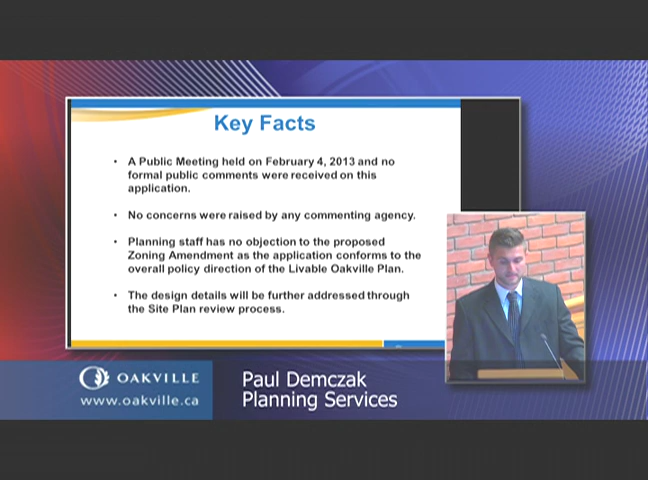 Key Facts
• A Public Meeting held on February 4, 2013 and no
formal public comments were received on this
application.
• No concerns were raised by any commenting agency.
• Planning staff has no objection to the proposed
Zoning Amendment as the application conforms to the
overall policy direction of the Livable Oakville Plan.
• The design details will be further addressed through
the Site Plan review process.
OAKVILLE
www.oakville.ca
Paul Demczak
Planning Services